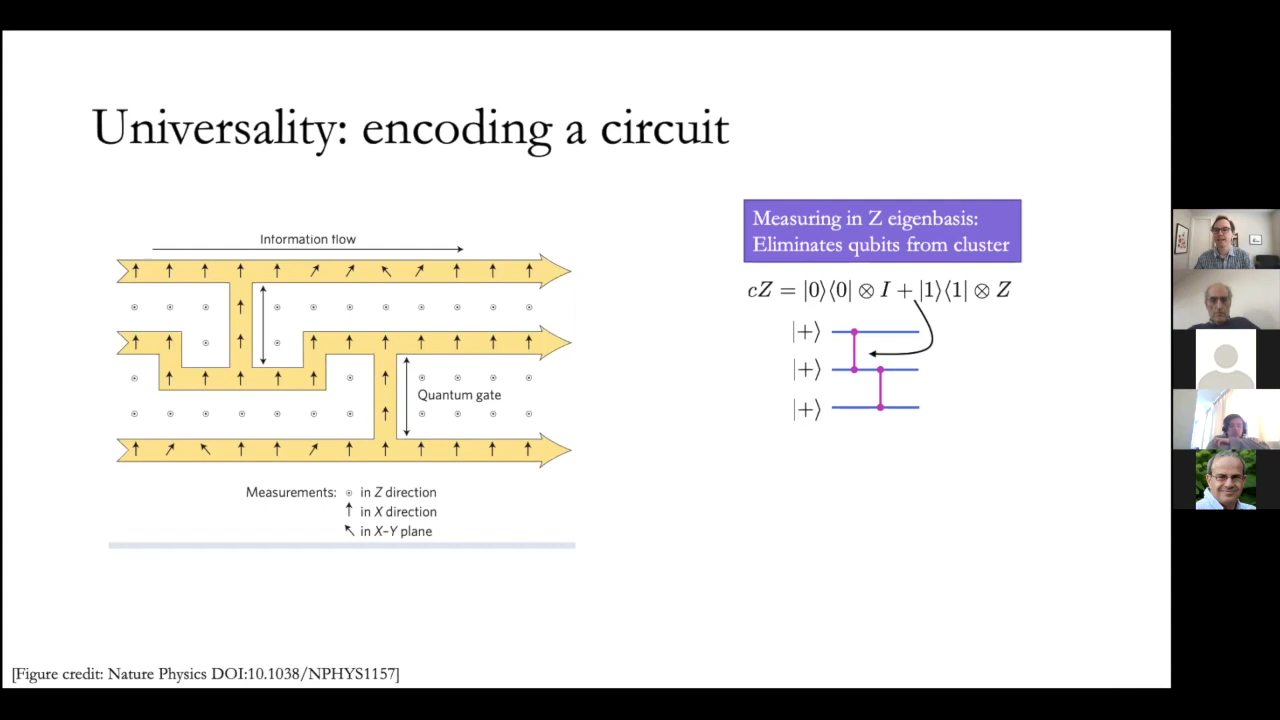 Universality: encoding a circuit
Information flow
Quantum gate
Measurements: ⊙ in Z direction
↑ in X direction
↖ in X–Y plane
Measuring in Z eigenbasis:
Eliminates qubits from cluster
cZ = |0⟩⟨0| ⊗ I + |1⟩⟨1| ⊗ Z
|+⟩
|+⟩
|+⟩
[Figure credit: Nature Physics DOI:10.1038/NPHYS1157]